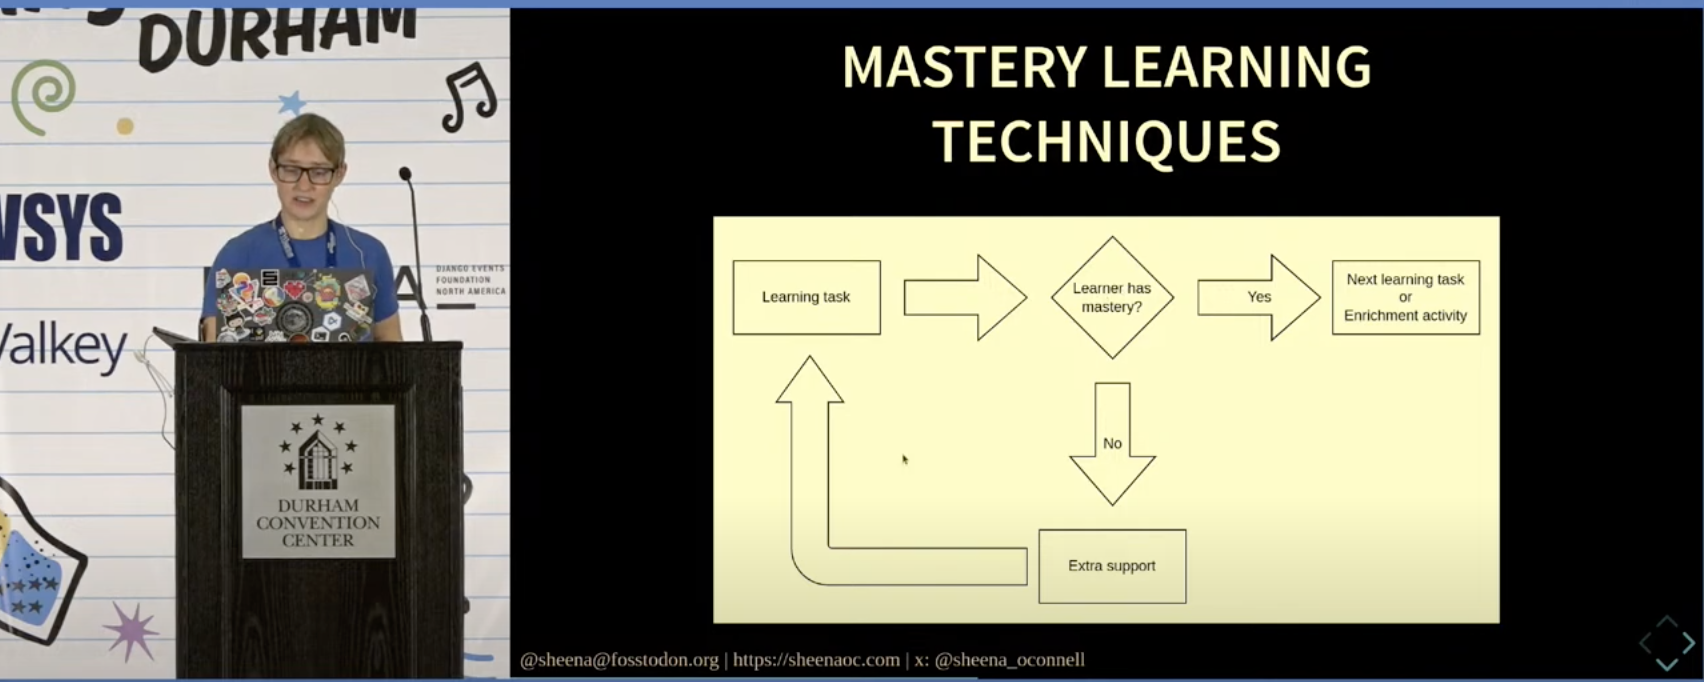 DURHAM
VSYS
DJANGO EVENTS
FOUNDATION
NORTH AMERICA
Valkey
DURHAM
CONVENTION
CENTER
MASTERY LEARNING
TECHNIQUES
Learning task
Learner has
mastery?
Yes
Next learning task
or
Enrichment activity
No
Extra support
@sheena@fosstodon.org | https://sheenaoc.com | x: @sheena_oconnell